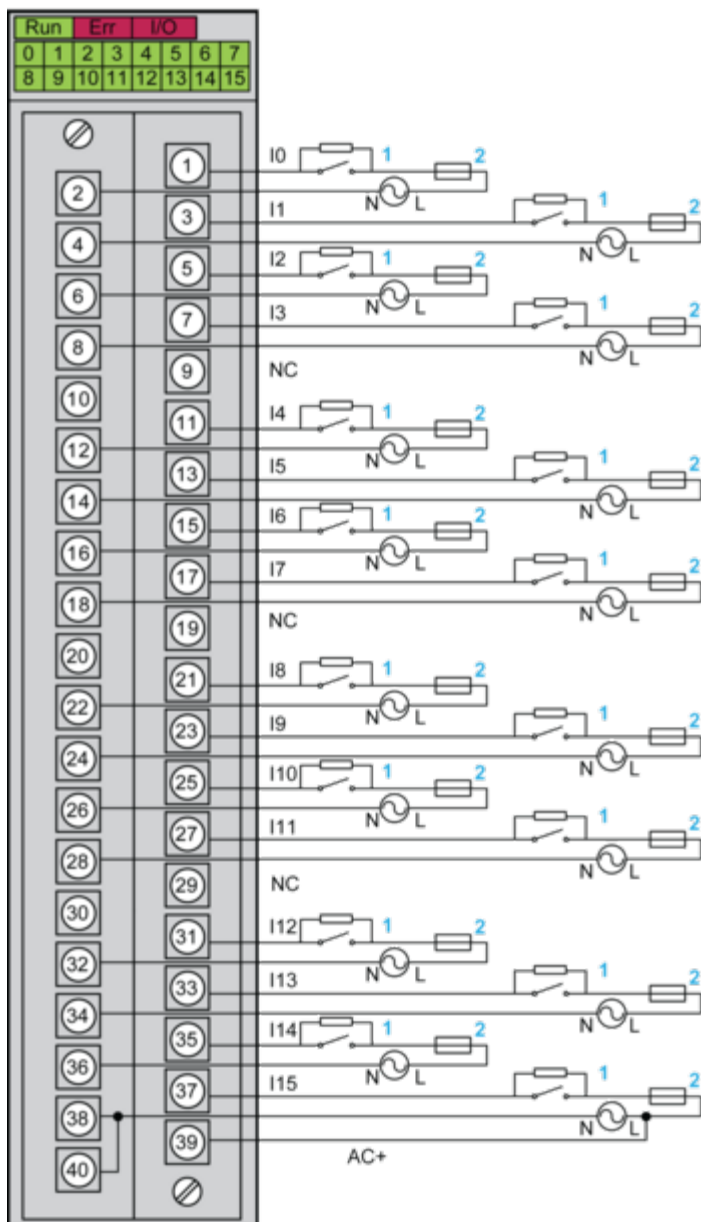 Run Err I/O
0 1 2 3 4 5 6 7
8 9 10 11 12 13 14 15
1 I0 1 2
2 N L
3 I1 1 2
4 N L
5 I2 1 2
6 N L
7 I3 1 2
8 N L
9 NC
10
11 I4 1 2
12 N L
13 I5 1 2
14 N L
15 I6 1 2
16 N L
17 I7 1 2
18 N L
19 NC
20
21 I8 1 2
22 N L
23 I9 1 2
24 N L
25 I10 1 2
26 N L
27 I11 1 2
28 N L
29 NC
30
31 I12 1 2
32 N L
33 I13 1 2
34 N L
35 I14 1 2
36 N L
37 I15 1 2
38 N L
39 AC+
40